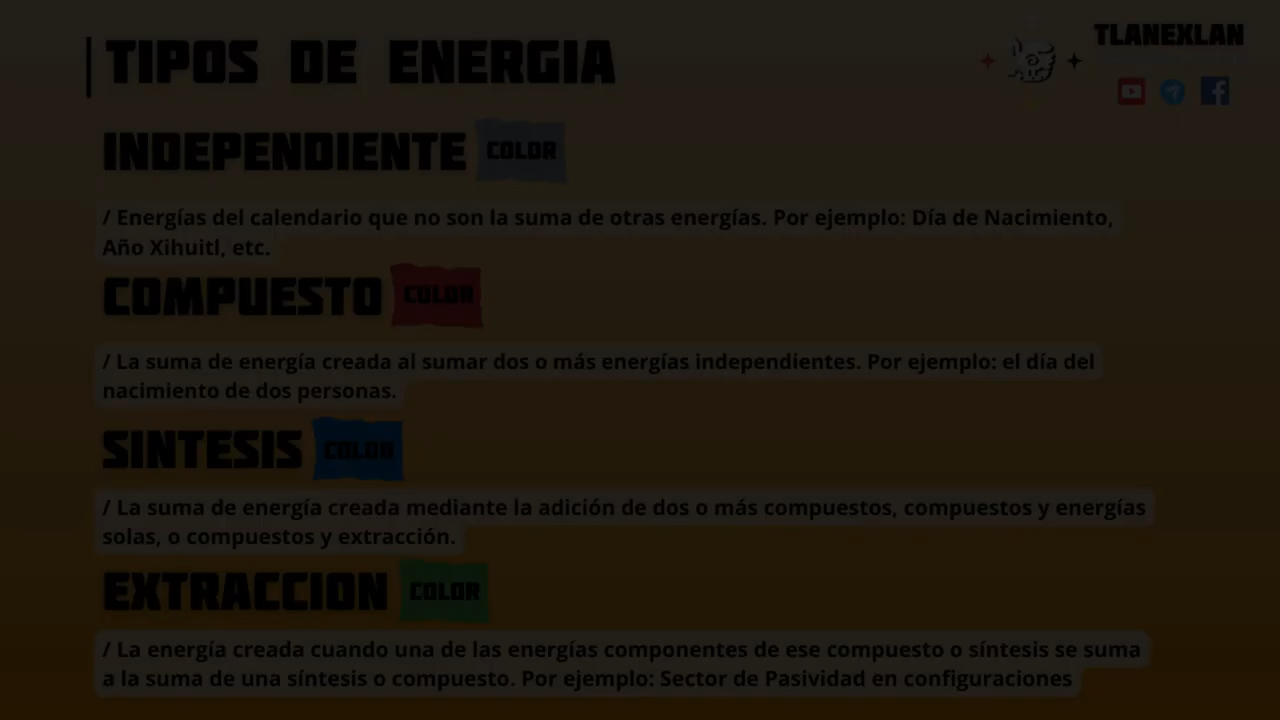 TIPOS DE ENERGIA
TLANEXLAN
INDEPENDIENTE COLOR
/ Energías del calendario que no son la suma de otras energías. Por ejemplo: Día de Nacimiento,
Año Xihuitl, etc.
COMPUESTO COLOR
/ La suma de energía creada al sumar dos o más energías independientes. Por ejemplo: el día del
nacimiento de dos personas.
SINTESIS COLOR
/ La suma de energía creada mediante la adición de dos o más compuestos, compuestos y energías
solas, o compuestos y extracción.
EXTRACCION COLOR
/ La energía creada cuando una de las energías componentes de ese compuesto o síntesis se suma
a la suma de una síntesis o compuesto. Por ejemplo: Sector de Pasividad en configuraciones